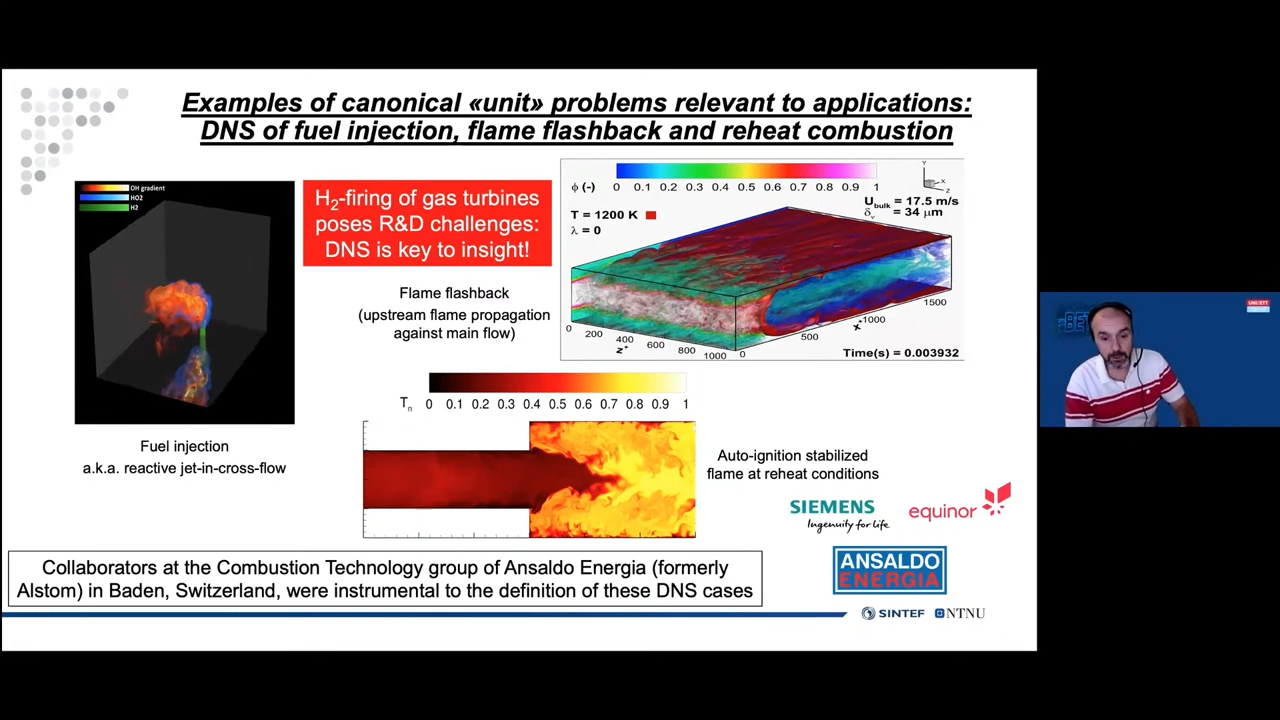 Examples of canonical «unit» problems relevant to applications:
DNS of fuel injection, flame flashback and reheat combustion
OH gradient
HO2
H2
H2-firing of gas turbines
poses R&D challenges:
DNS is key to insight!
Flame flashback
(upstream flame propagation
against main flow)
ϕ (-) 0 0.1 0.2 0.3 0.4 0.5 0.6 0.7 0.8 0.9 1
T = 1200 K
λ = 0
Y
X
Z
Ubulk = 17.5 m/s
δv = 34 µm
0 200 400 600 800 1000
z+
0 500 1000 1500
x+
Time(s) = 0.003932
Tn 0 0.1 0.2 0.3 0.4 0.5 0.6 0.7 0.8 0.9 1
Fuel injection
a.k.a. reactive jet-in-cross-flow
Auto-ignition stabilized
flame at reheat conditions
SIEMENS
Ingenuity for life
equinor
ANSALDO
ENERGIA
Collaborators at the Combustion Technology group of Ansaldo Energia (formerly
Alstom) in Baden, Switzerland, were instrumental to the definition of these DNS cases
SINTEF NTNU